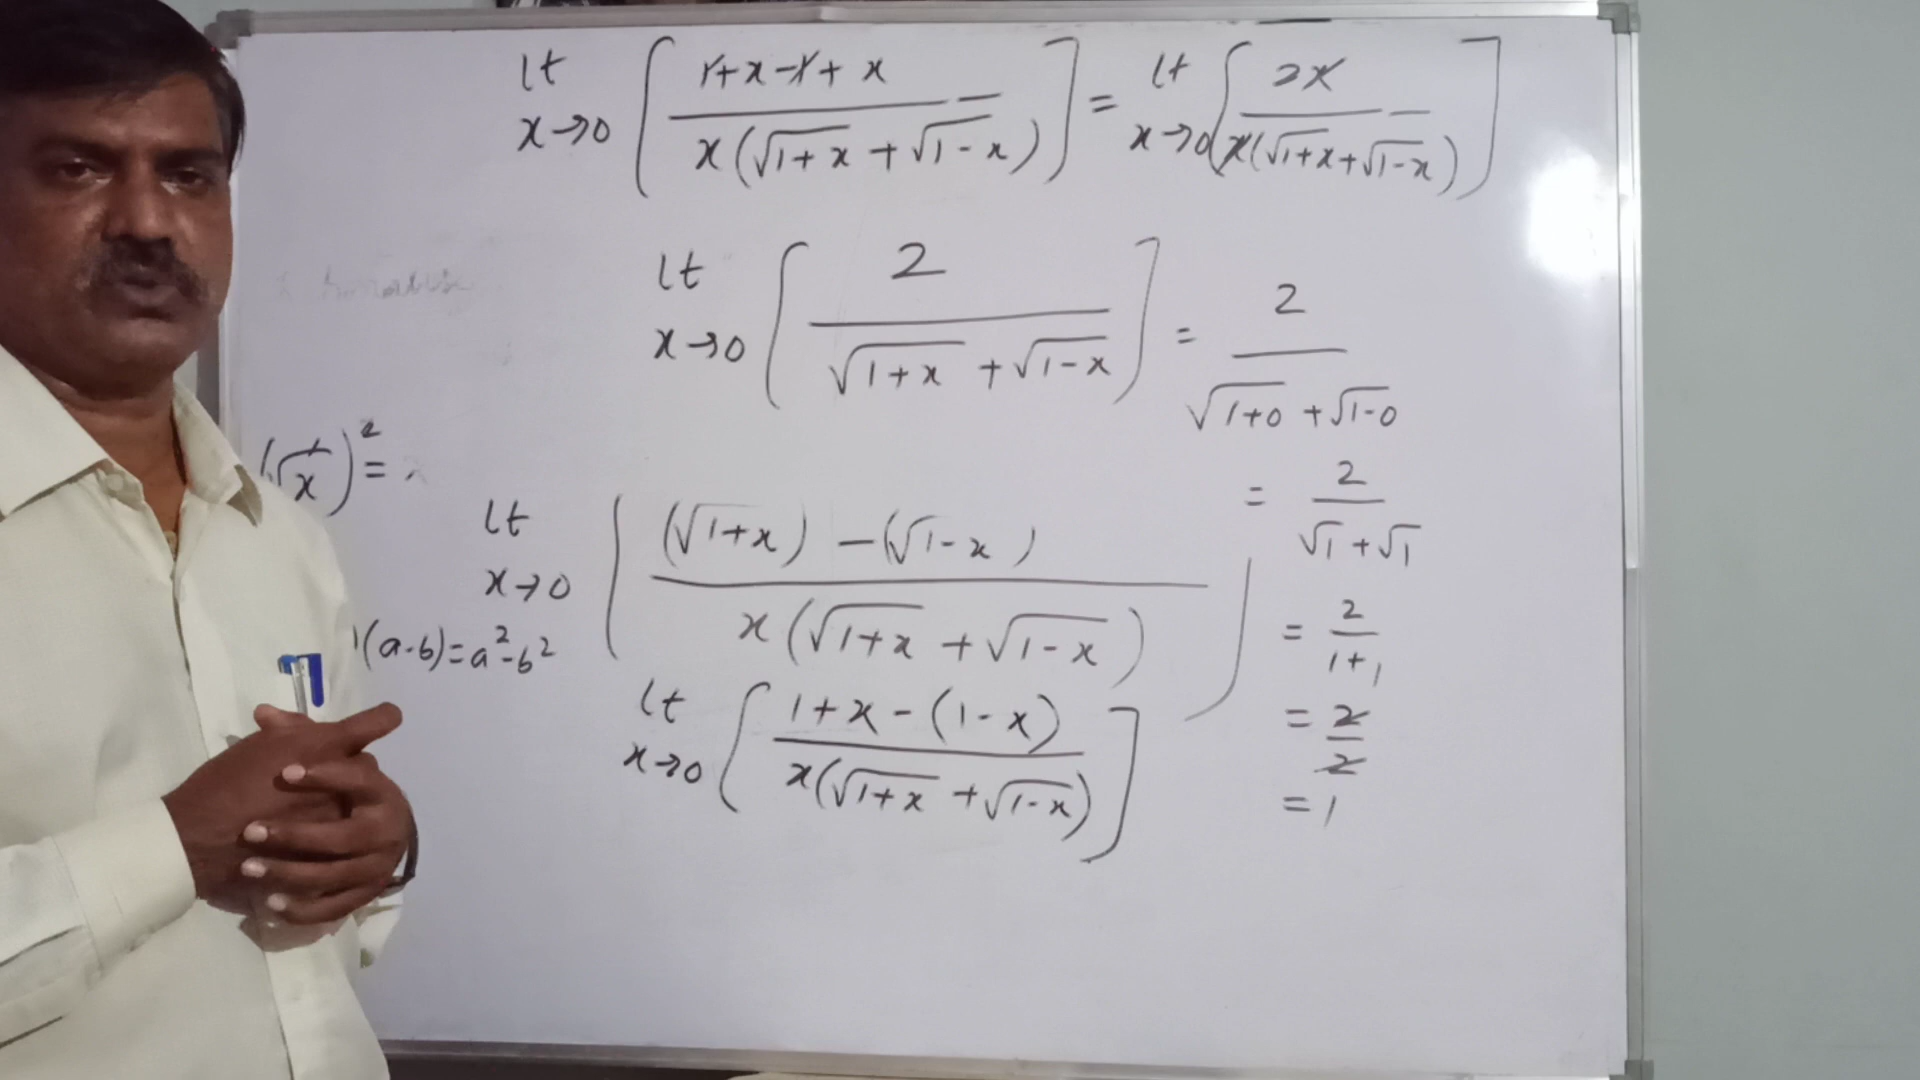 lt x→0 [ (1+x-1+x) / (x(√1+x + √1-x)) ] = lt x→0 [ 2x / (x(√1+x + √1-x)) ]
lt x→0 [ 2 / (√1+x + √1-x) ] = 2 / (√1+0 + √1-0)
(√x)² =
= 2 / (√1 + √1)
lt x→0 [ ((√1+x) - (√1-x)) / (x(√1+x + √1-x)) ]
= 2 / (1+1)
(a-b)=a²-b²
lt x→0 [ (1+x-(1-x)) / (x(√1+x + √1-x)) ]
= 2/2
= 1